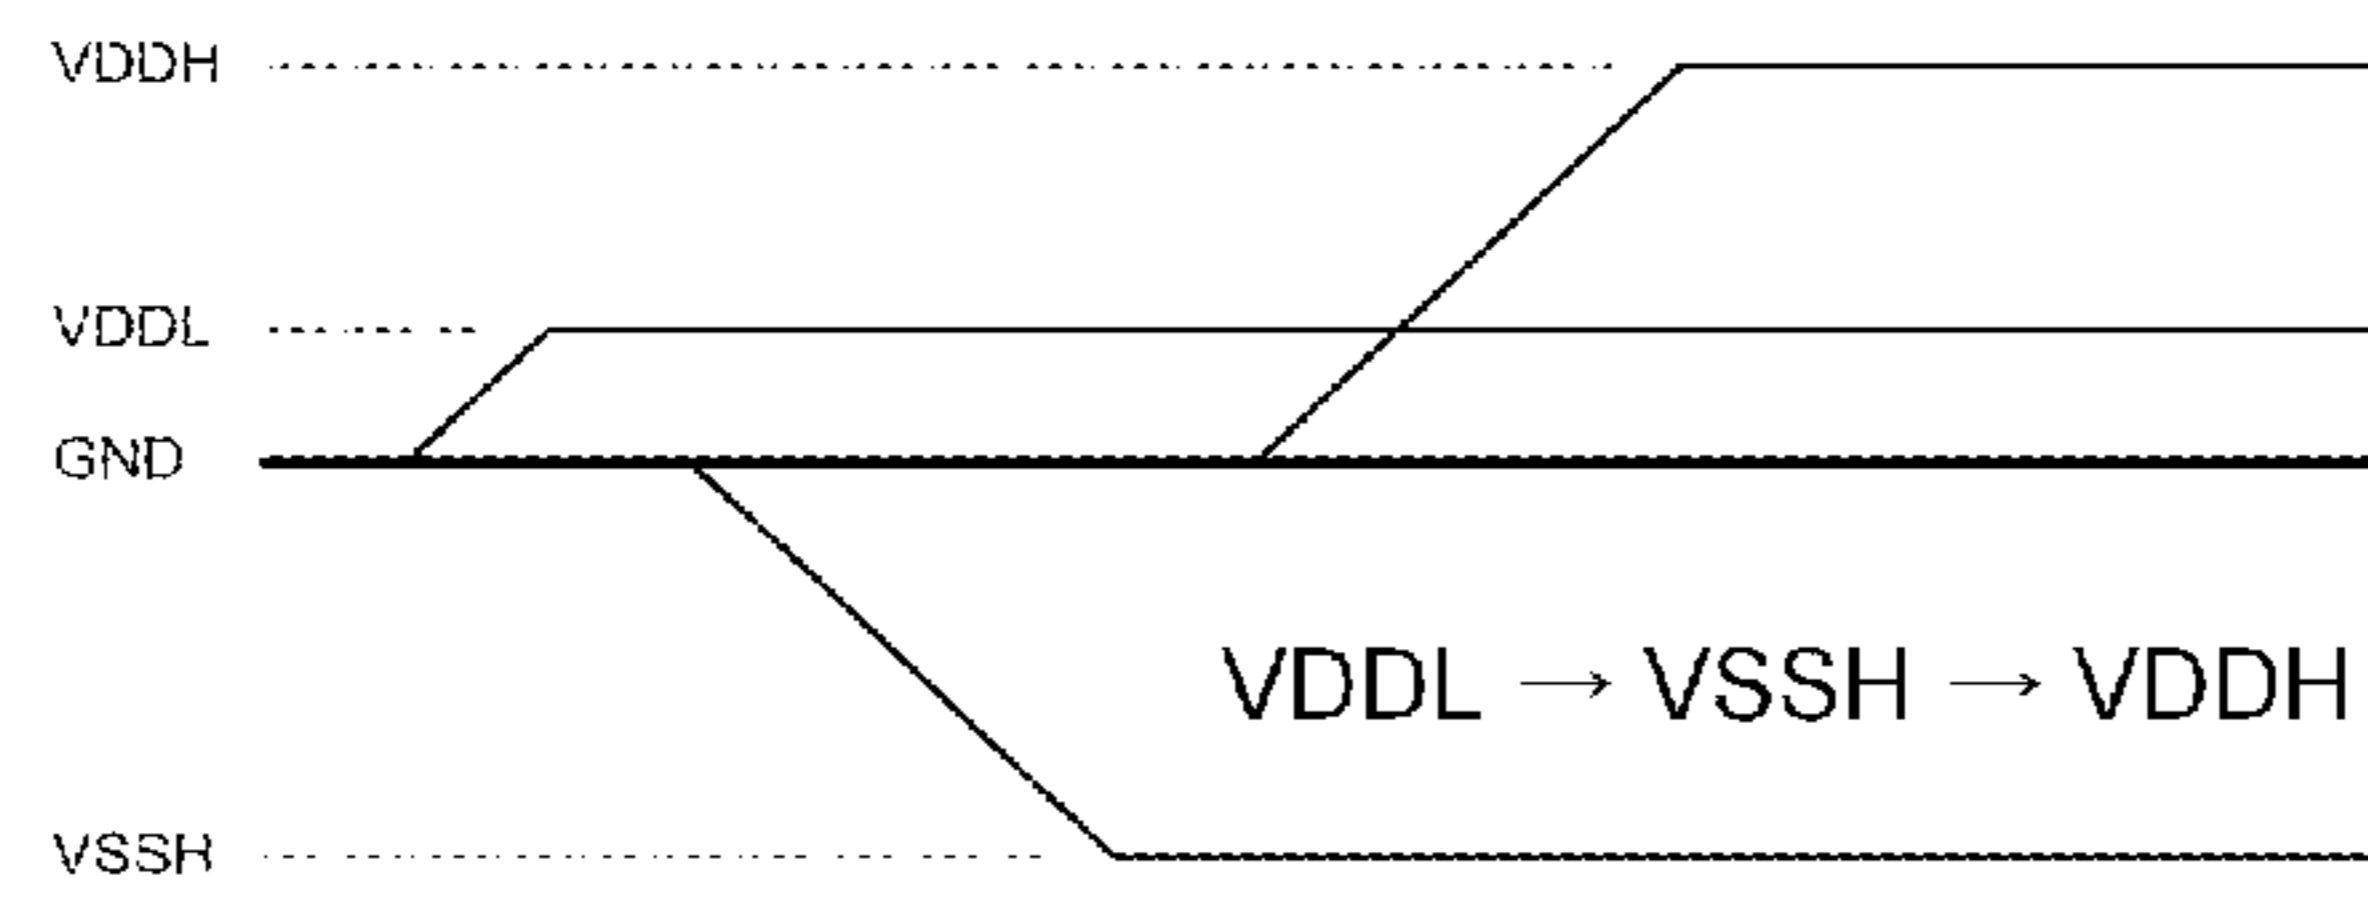 VDDH
VDDL
GND
VDDL → VSSH → VDDH
VSSH